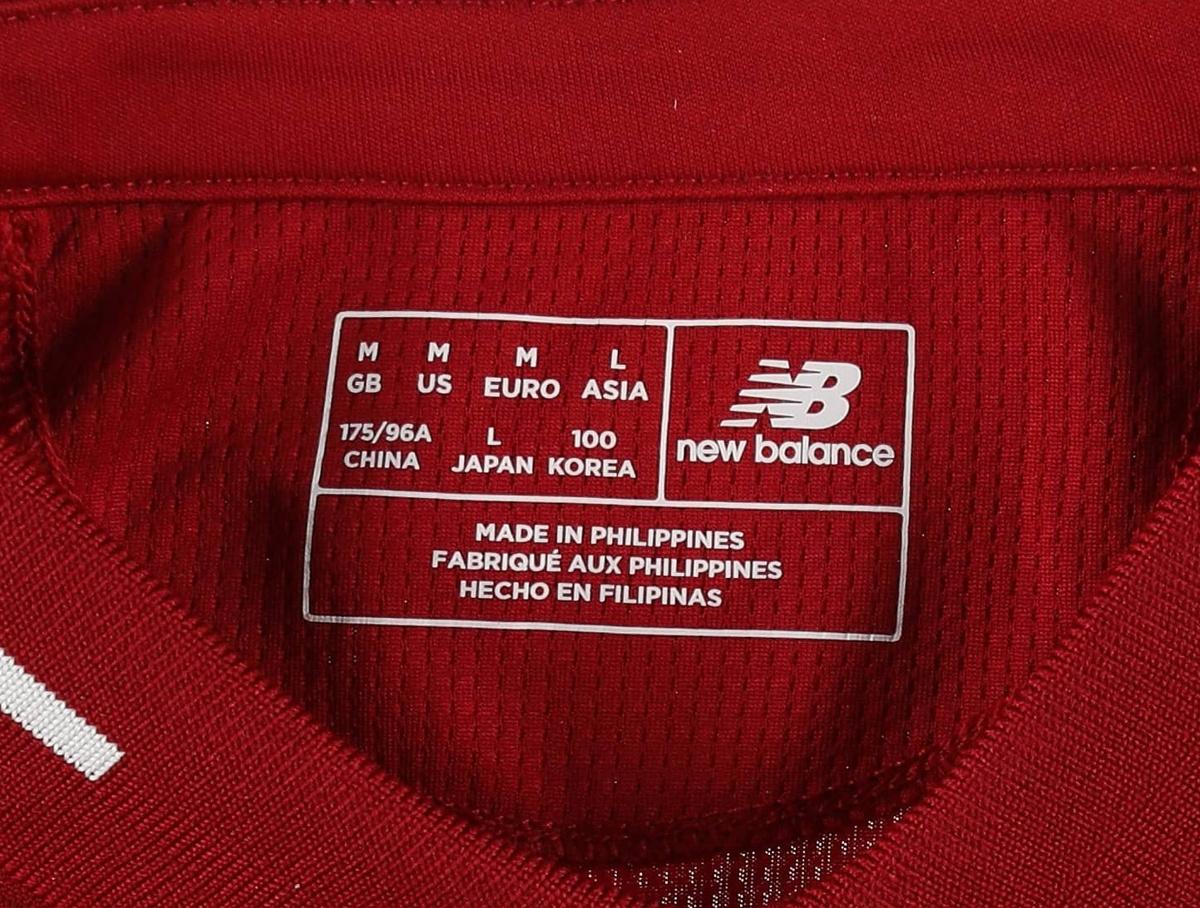 M M M L
GB US EURO ASIA
175/96A L 100
CHINA JAPAN KOREA
NB
new balance
MADE IN PHILIPPINES
FABRIQUÉ AUX PHILIPPINES
HECHO EN FILIPINAS